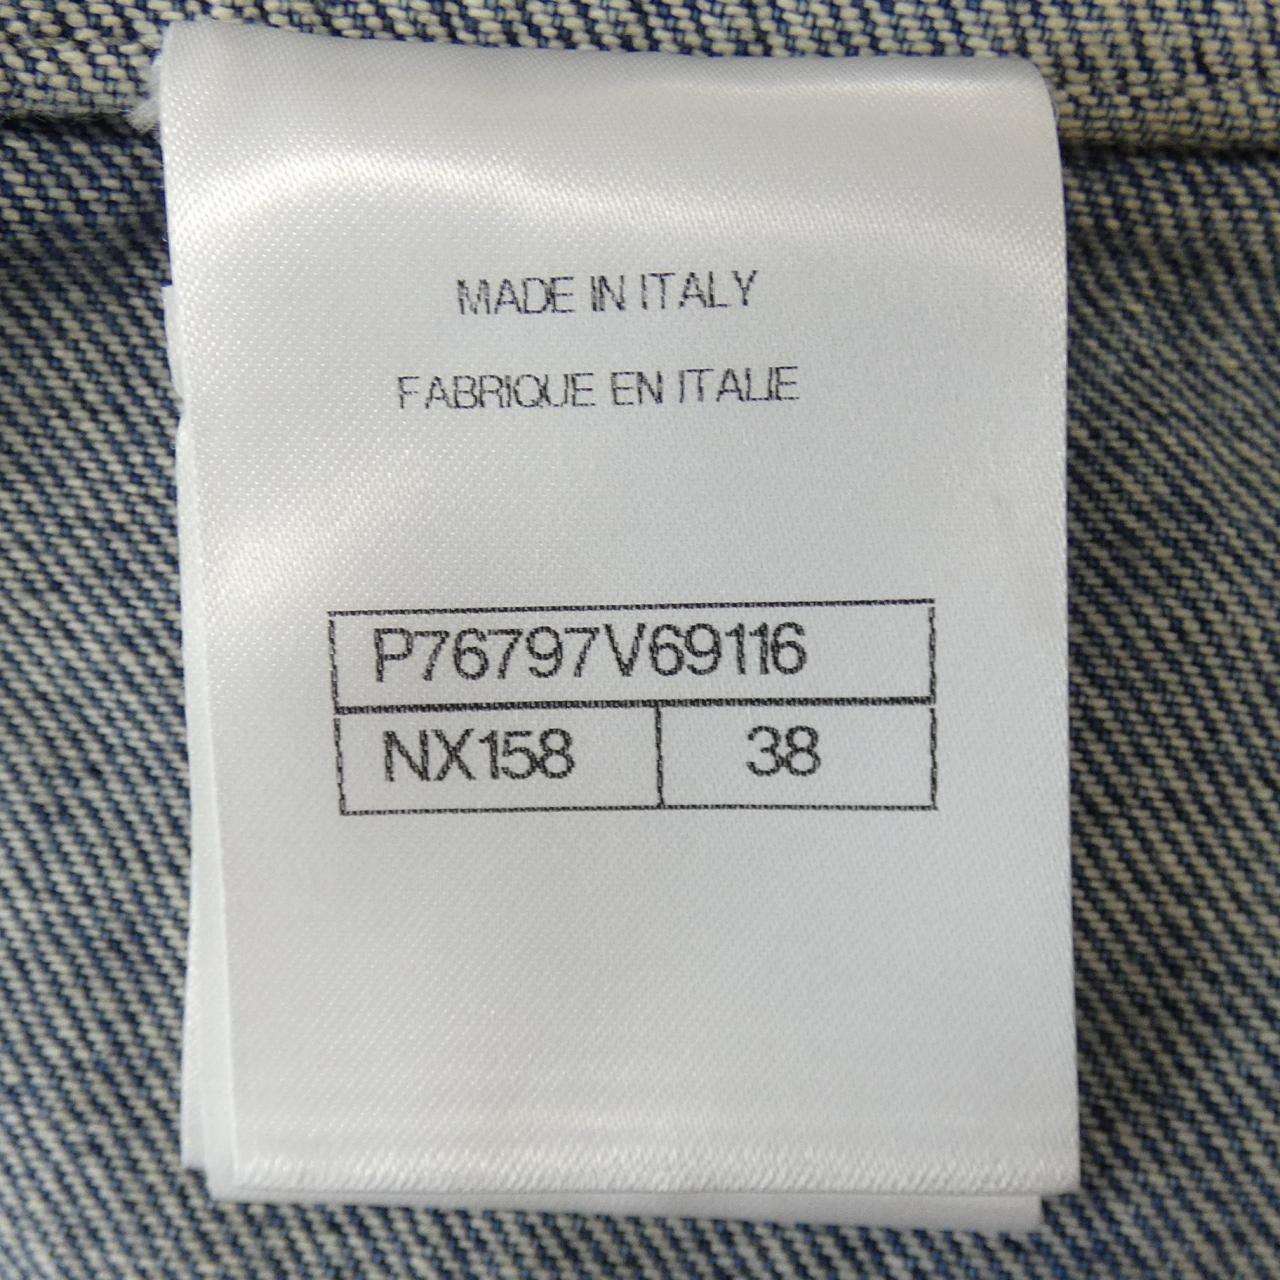 MADE IN ITALY
FABRIQUE EN ITALIE
P76797V69116
NX158 38